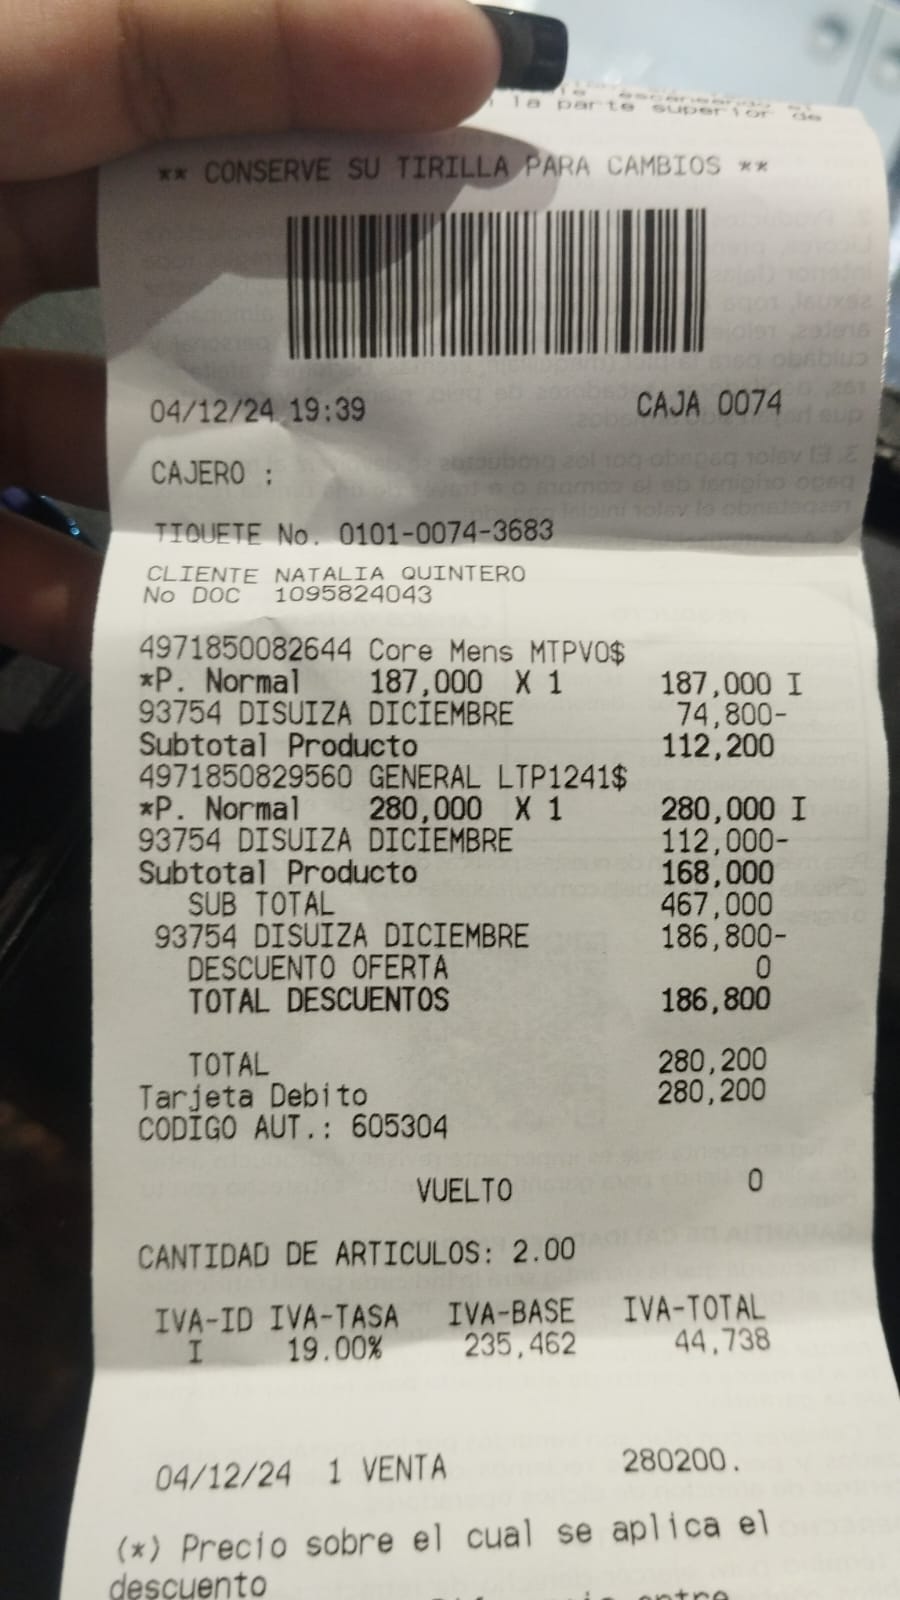 la parte superior de
** CONSERVE SU TIRILLA PARA CAMBIOS **
04/12/24 19:39 CAJA 0074
CAJERO :
TIQUETE No. 0101-0074-3683
CLIENTE NATALIA QUINTERO
No DOC 1095824043
4971850082644 Core Mens MTPVO$
*P. Normal 187,000 X 1 187,000 I
93754 DISUIZA DICIEMBRE 74,800-
Subtotal Producto 112,200
4971850829560 GENERAL LTP1241$
*P. Normal 280,000 X 1 280,000 I
93754 DISUIZA DICIEMBRE 112,000-
Subtotal Producto 168,000
SUB TOTAL 467,000
93754 DISUIZA DICIEMBRE 186,800-
DESCUENTO OFERTA 0
TOTAL DESCUENTOS 186,800
TOTAL 280,200
Tarjeta Debito 280,200
CODIGO AUT.: 605304
VUELTO 0
CANTIDAD DE ARTICULOS: 2.00
IVA-ID IVA-TASA IVA-BASE IVA-TOTAL
I 19.00% 235,462 44,738
04/12/24 1 VENTA 280200.
(*) Precio sobre el cual se aplica el
descuento
entre